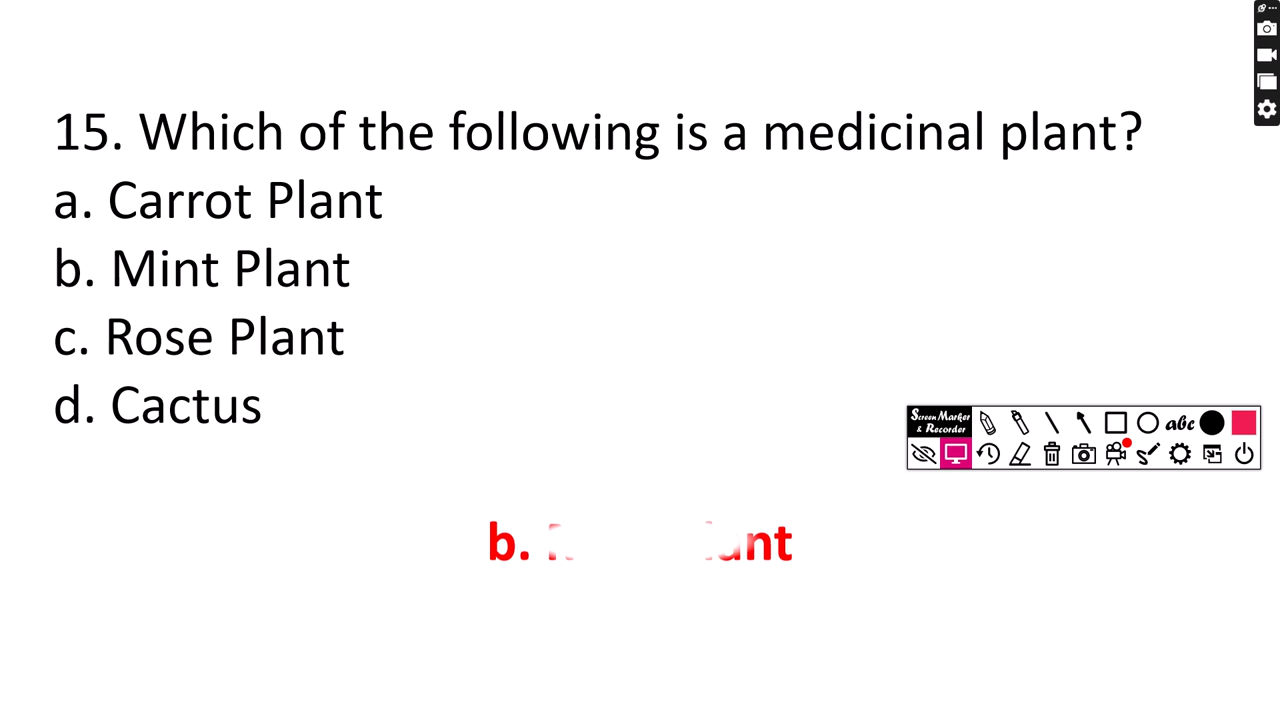 15. Which of the following is a medicinal plant?
a. Carrot Plant
b. Mint Plant
c. Rose Plant
d. Cactus
Screen Marker
& Recorder
abc
b.